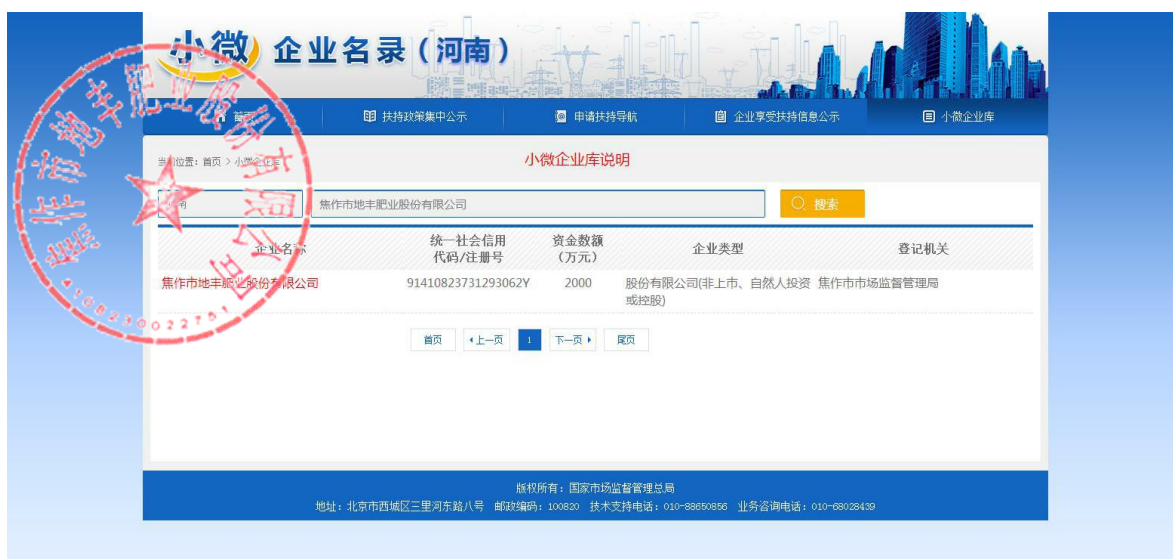 小微 企业名录（河南）
首页 扶持政策集中公示 申请扶持导航 企业享受扶持信息公示 小微企业库
当前位置：首页 > 小微企业库
小微企业库说明
焦作市地丰肥业股份有限公司 搜索
企业名称 统一社会信用代码/注册号 资金数额（万元） 企业类型 登记机关
焦作市地丰肥业股份有限公司 91410823731293062Y 2000 股份有限公司(非上市、自然人投资 焦作市市场监督管理局
或控股)
首页 上一页 1 下一页 尾页
版权所有：国家市场监督管理总局
地址：北京市西城区三里河东路八号 邮政编码：100820 技术支持电话：010-88650856 业务咨询电话：010-68028439